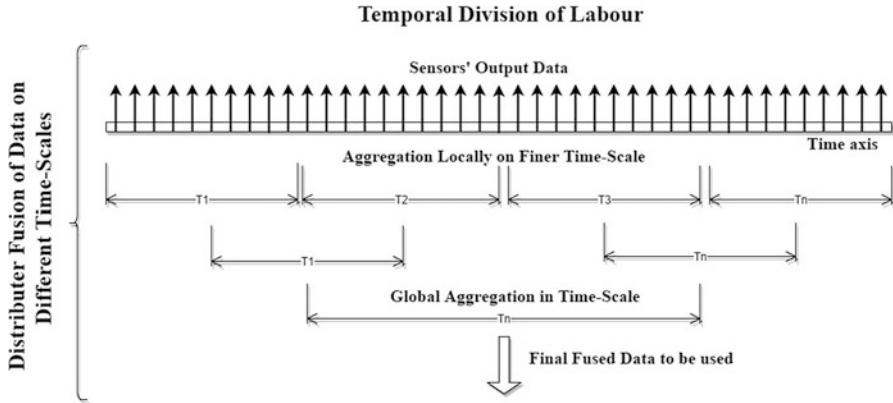 Temporal Division of Labour
Distributer Fusion of Data on
Different Time-Scales
Sensors' Output Data
Time axis
Aggregation Locally on Finer Time-Scale
T1 T2 T3 Tn
T1 Tn
Global Aggregation in Time-Scale
Tn
Final Fused Data to be used